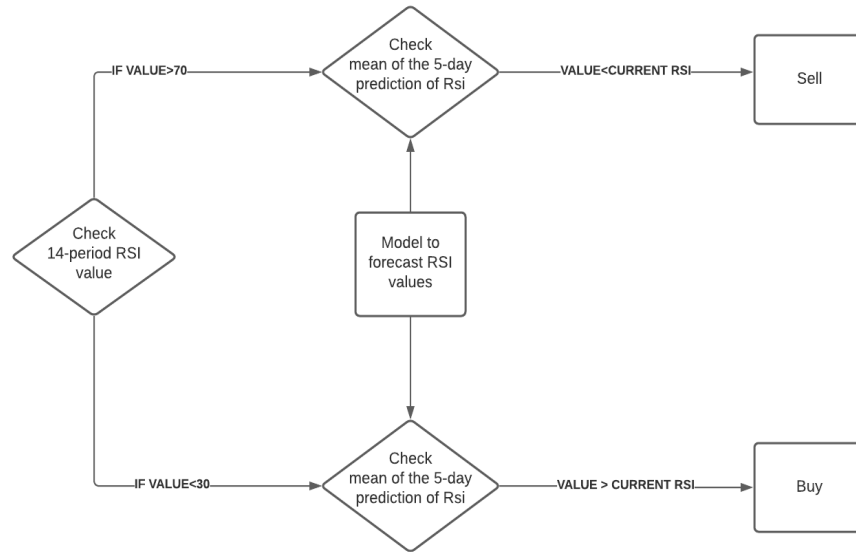 Check
mean of the 5-day
prediction of Rsi
IF VALUE>70
VALUE<CURRENT RSI
Sell
Check
14-period RSI
value
Model to
forecast RSI
values
Check
mean of the 5-day
prediction of Rsi
IF VALUE<30
VALUE > CURRENT RSI
Buy